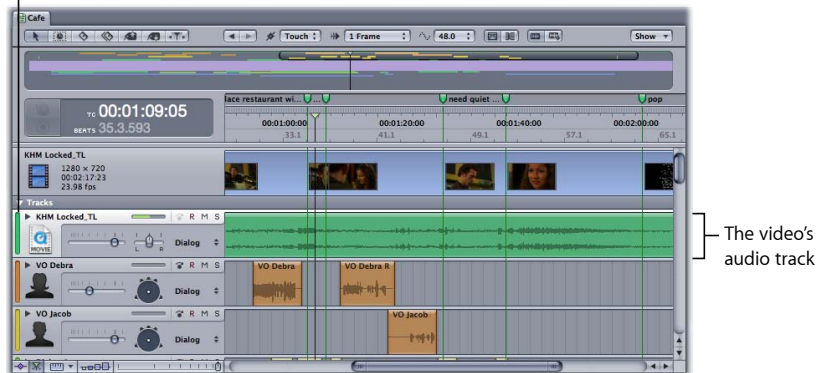 Cafe
Touch
1 Frame
48.0
Show
TC 00:01:09:05
BEATS 35.3.593
lace restaurant wi... ... need quiet ... pop
00:01:00:00 00:01:20:00 00:01:40:00 00:02:00:00
33.1 41.1 49.1 57.1 65.1
KHM Locked_TL
1280 × 720
00:02:17:23
23.98 fps
Tracks
KHM Locked_TL R M S
MOVIE L R Dialog
The video's
audio track
VO Debra R M S VO Debra VO Debra R
Dialog
VO Jacob R M S VO Jacob
Dialog